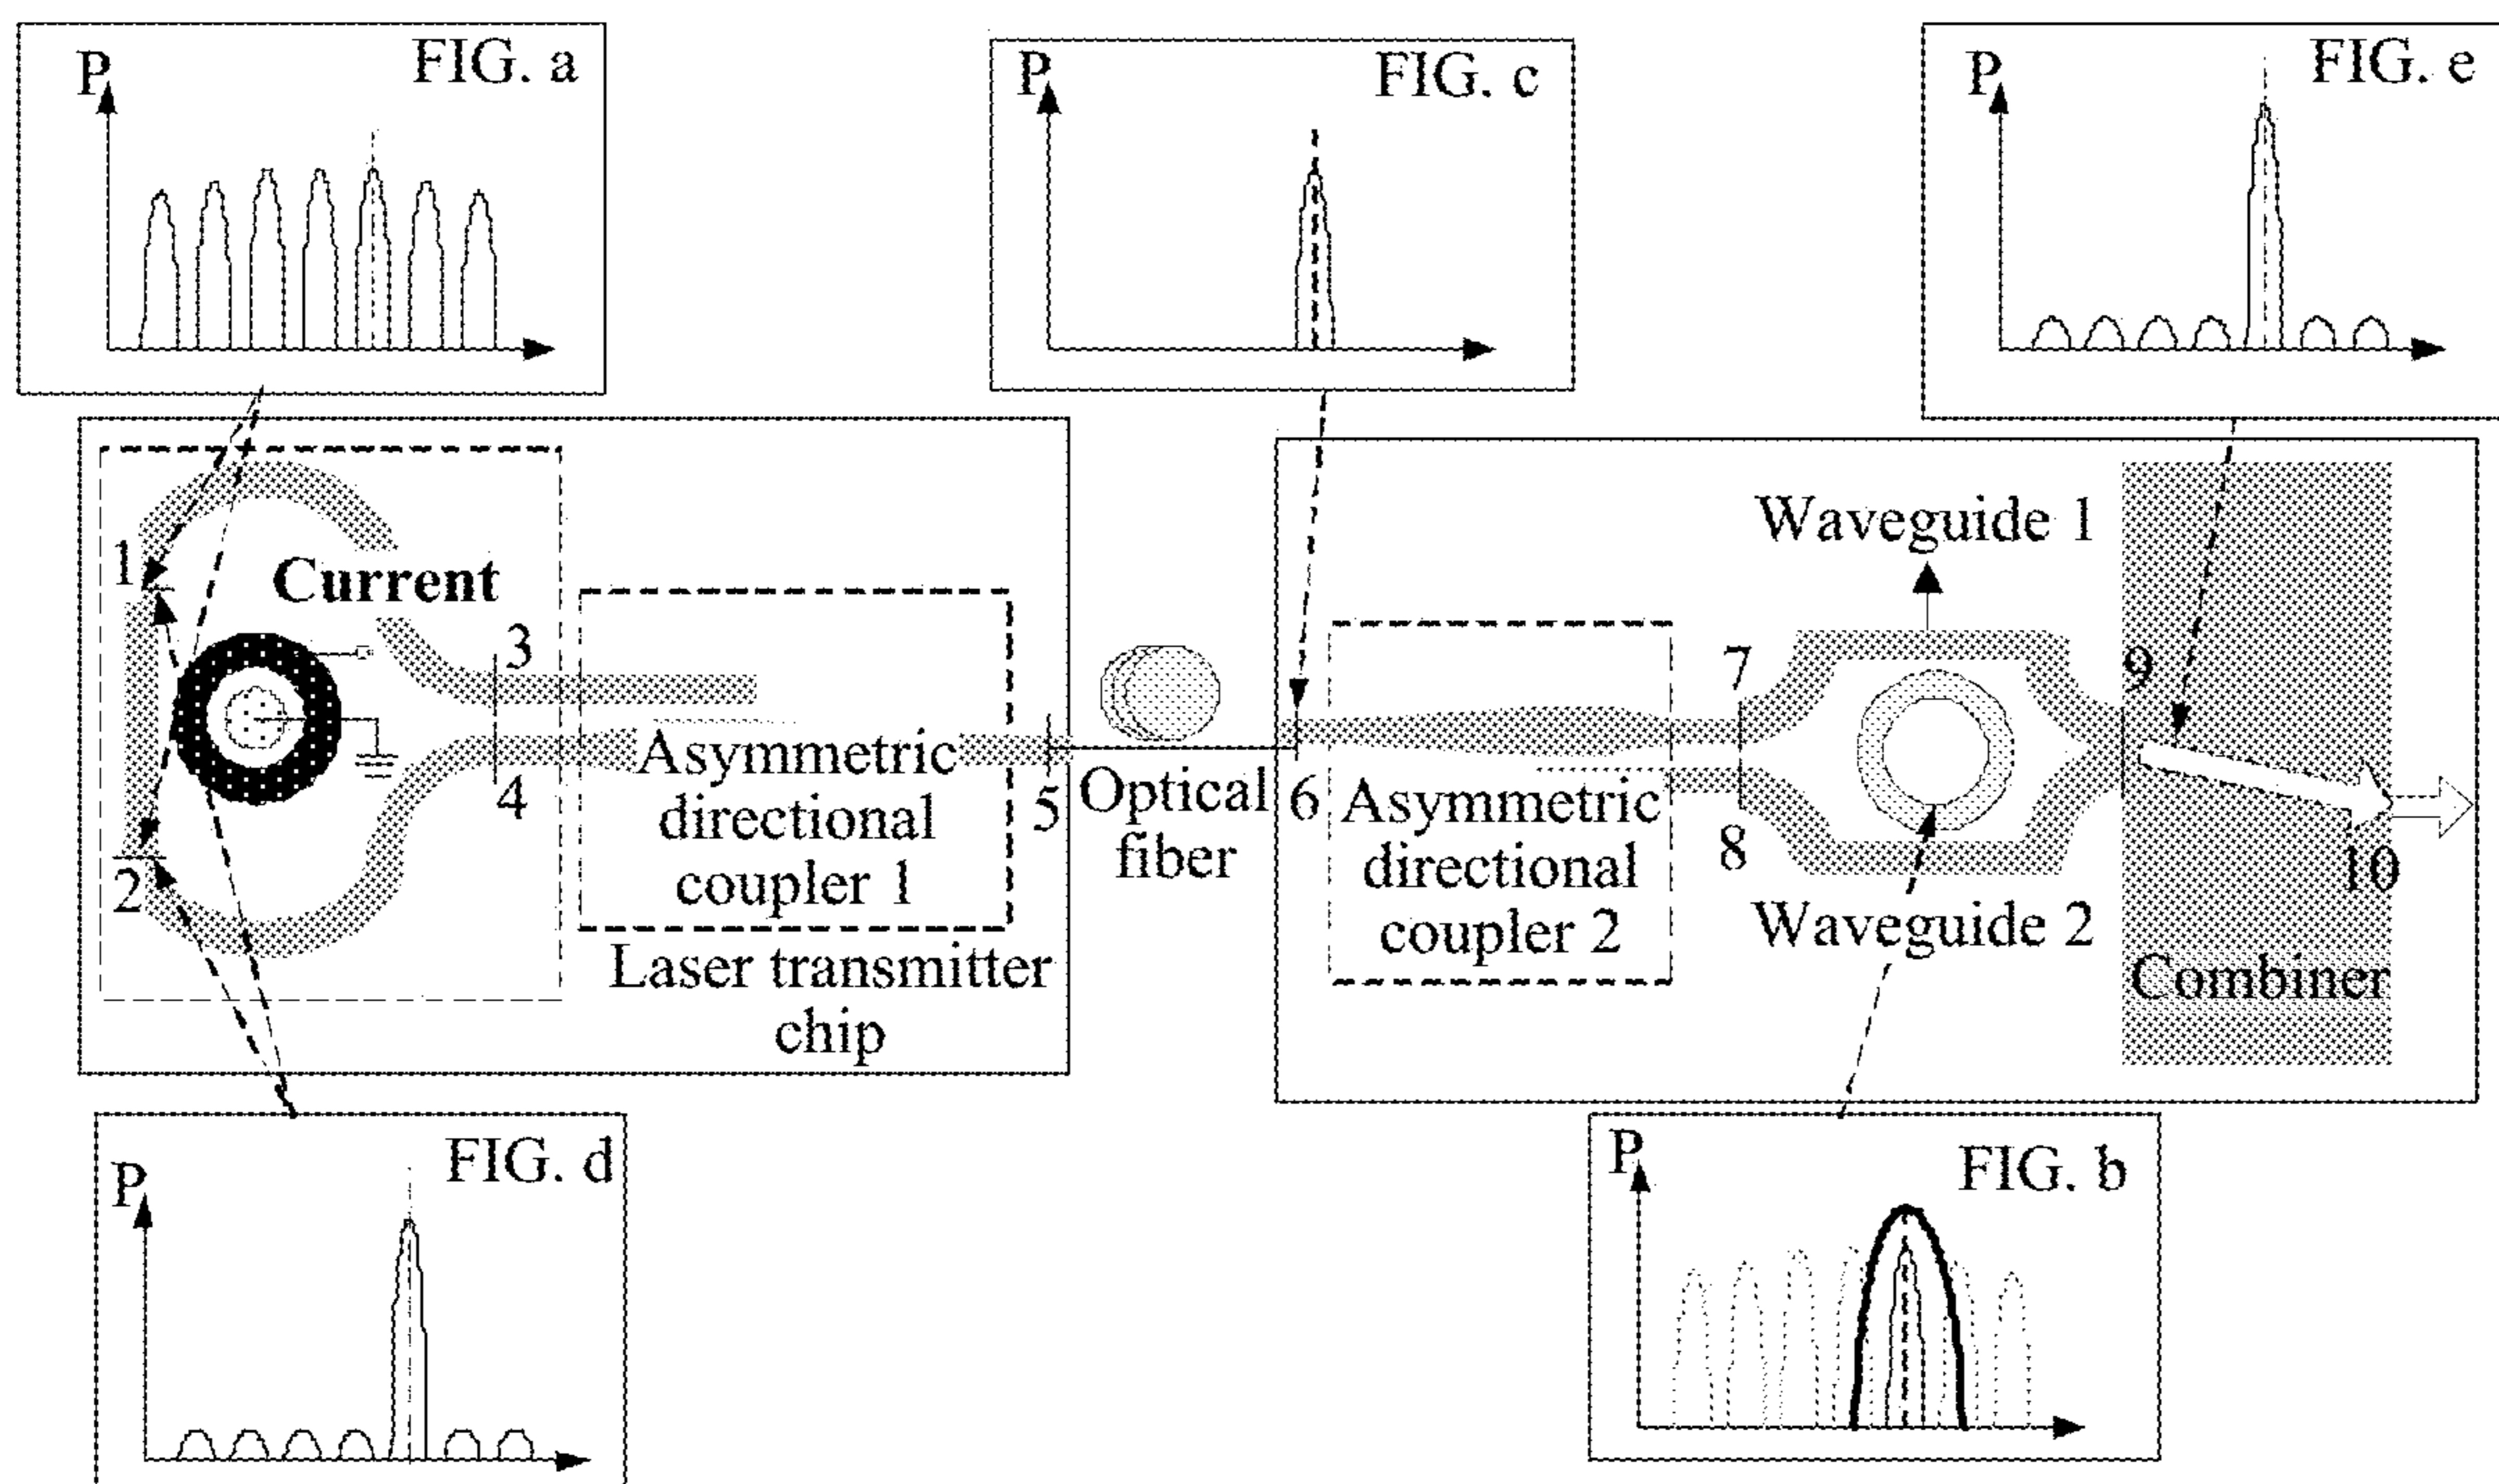 P
FIG. a
P
FIG. c
P
FIG. e
1
Current
3
4
2
Asymmetric
directional
coupler 1
Laser transmitter
chip
5
Optical
fiber
6
Asymmetric
directional
coupler 2
7
8
Waveguide 1
Waveguide 2
9
10
Combiner
P
FIG. d
P
FIG. b